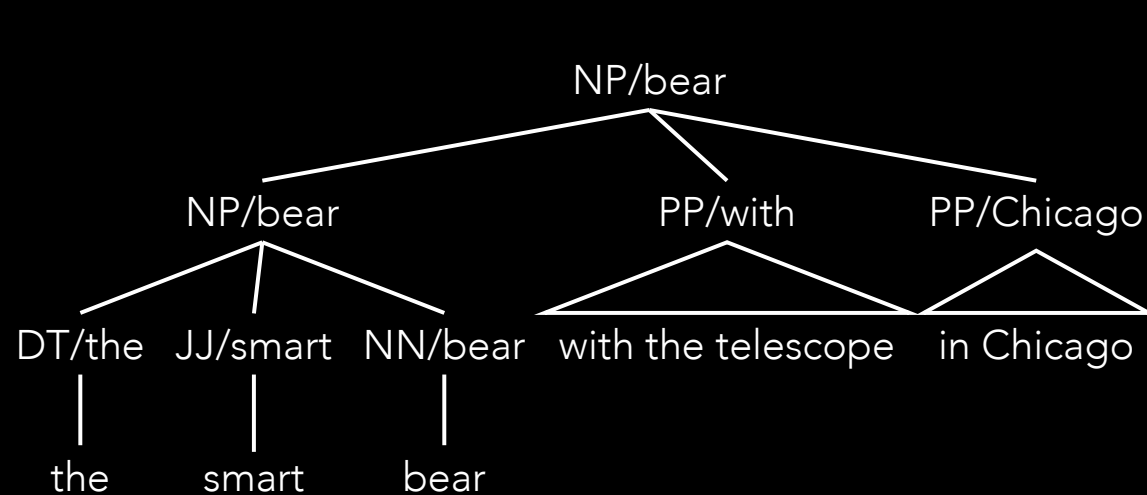 NP/bear
NP/bear PP/with PP/Chicago
DT/the JJ/smart NN/bear with the telescope in Chicago
the smart bear